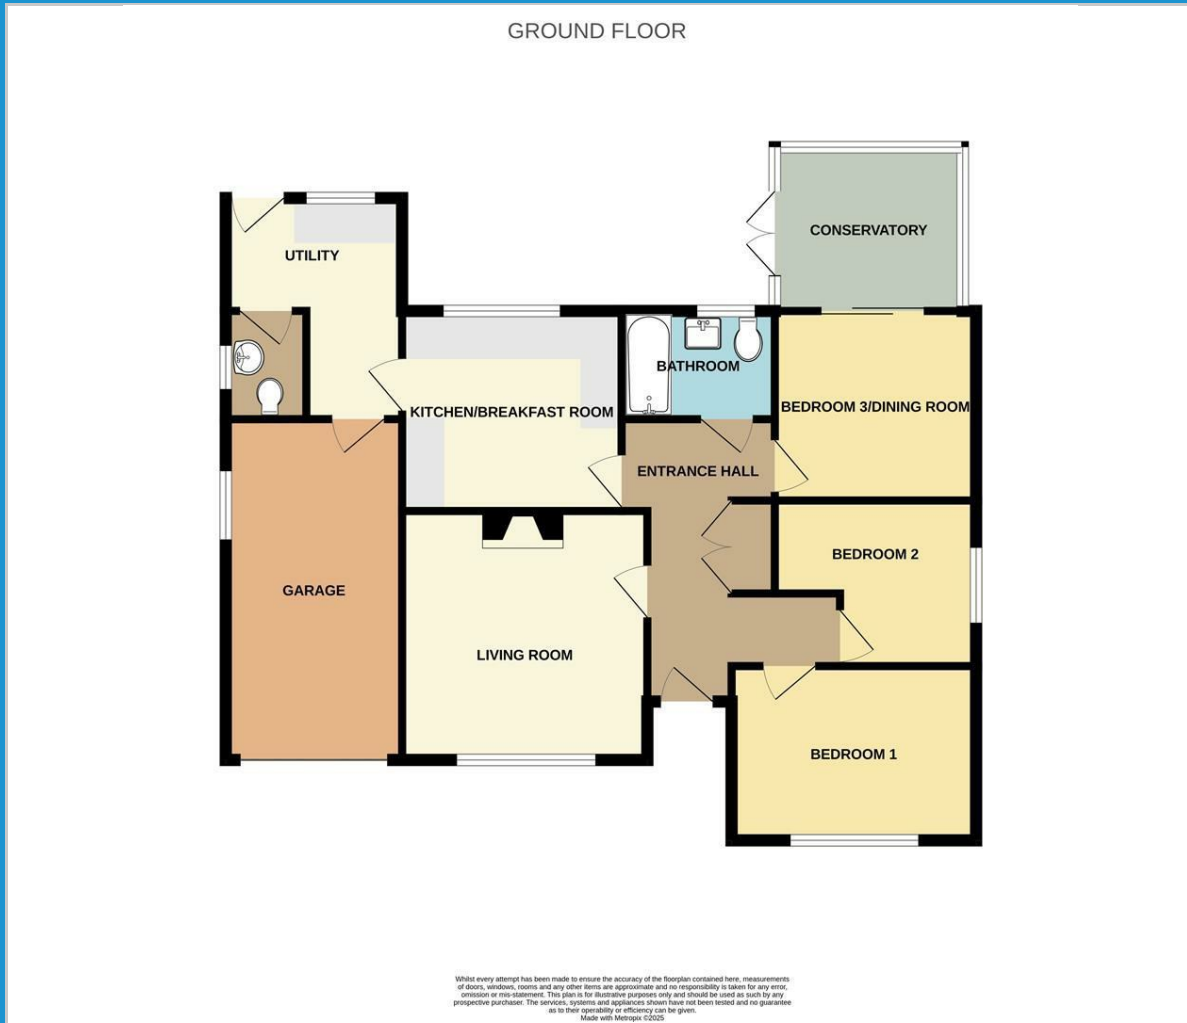 GROUND FLOOR
CONSERVATORY
UTILITY
BATHROOM
KITCHEN/BREAKFAST ROOM
BEDROOM 3/DINING ROOM
ENTRANCE HALL
BEDROOM 2
GARAGE
LIVING ROOM
BEDROOM 1
Whilst every attempt has been made to ensure the accuracy of the floorplan contained here, measurements
of doors, windows, rooms and any other items are approximate and no responsibility is taken for any error,
omission or mis-statement. This plan is for illustrative purposes only and should be used as such by any
prospective purchaser. The services, systems and appliances shown have not been tested and no guarantee
as to their operability or efficiency can be given.
Made with Metropix ©2025